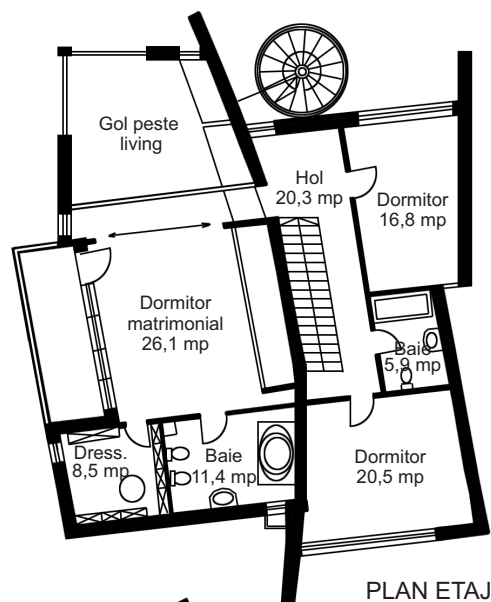 Gol peste
living
Hol
20,3 mp
Dormitor
16,8 mp
Dormitor
matrimonial
26,1 mp
Baie
5,9 mp
Dress.
8,5 mp
Baie
11,4 mp
Dormitor
20,5 mp
PLAN ETAJ